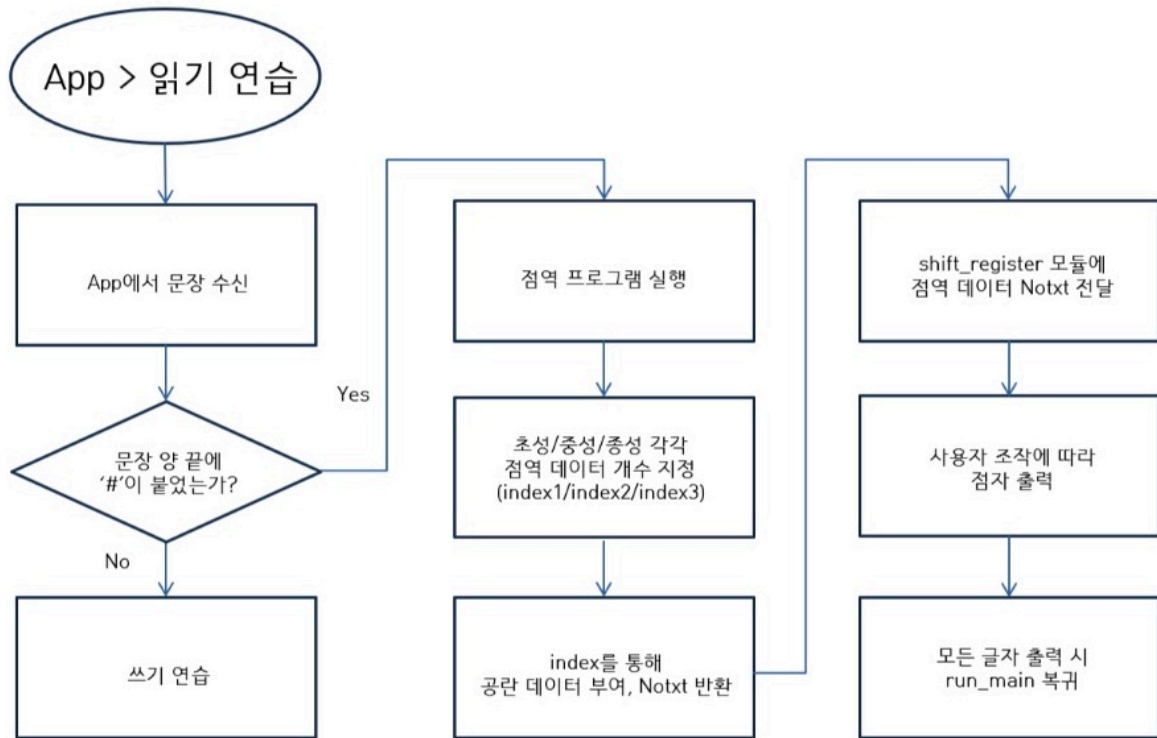 App > 읽기 연습
App에서 문장 수신
문장 양 끝에
‘#’이 붙었는가?
Yes
No
쓰기 연습
점역 프로그램 실행
초성/중성/종성 각각
점역 데이터 개수 지정
(index1/index2/index3)
index를 통해
공란 데이터 부여, Notxt 반환
shift_register 모듈에
점역 데이터 Notxt 전달
사용자 조작에 따라
점자 출력
모든 글자 출력 시
run_main 복귀